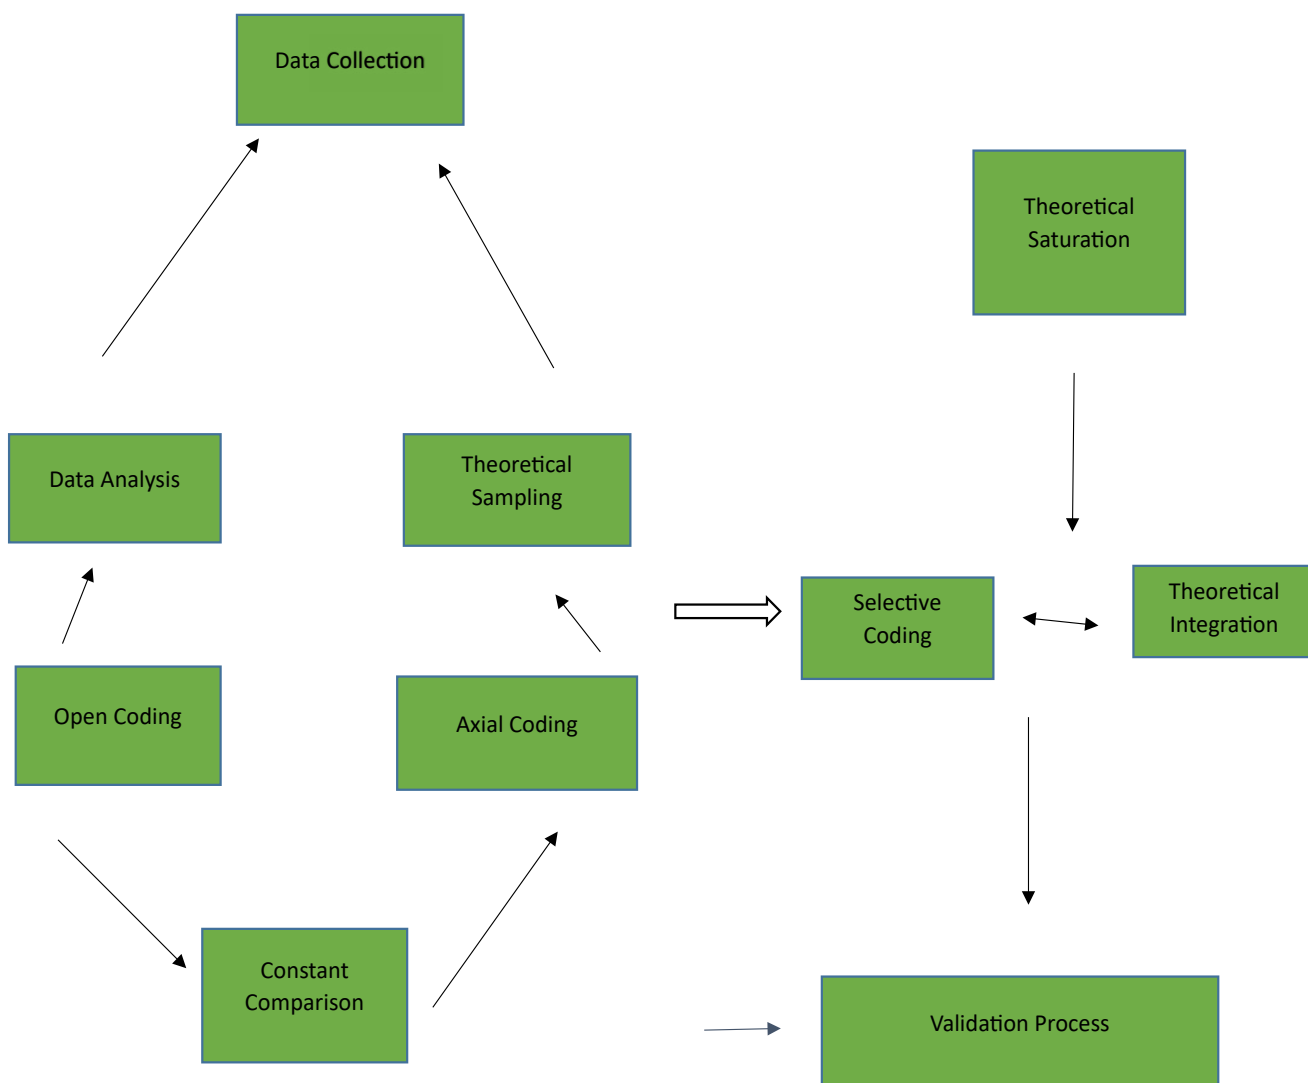 Data Collection
Theoretical
Saturation
Data Analysis
Theoretical
Sampling
Selective
Coding
Theoretical
Integration
Open Coding
Axial Coding
Constant
Comparison
Validation Process